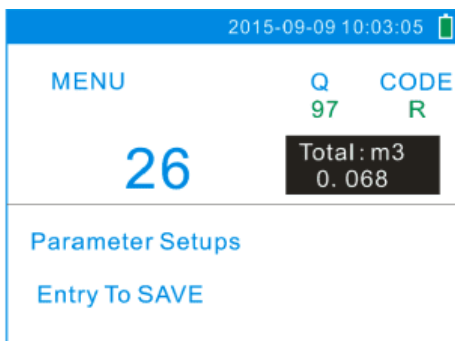 2015-09-09 10:03:05
MENU Q CODE
97 R
26 Total:m3
0. 068
Parameter Setups
Entry To SAVE